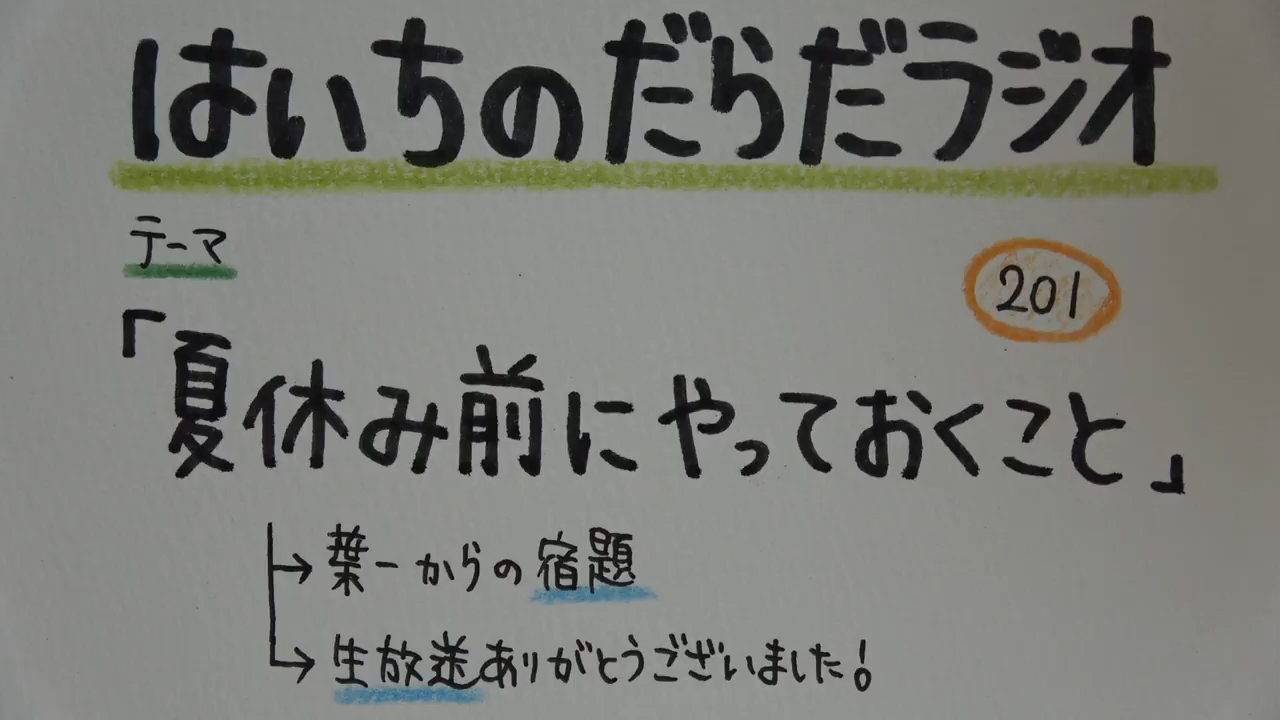 はいちのだらだラジオ
テーマ
201
「夏休み前にやっておくこと」
→葉一からの宿題
→生放送ありがとうございました!